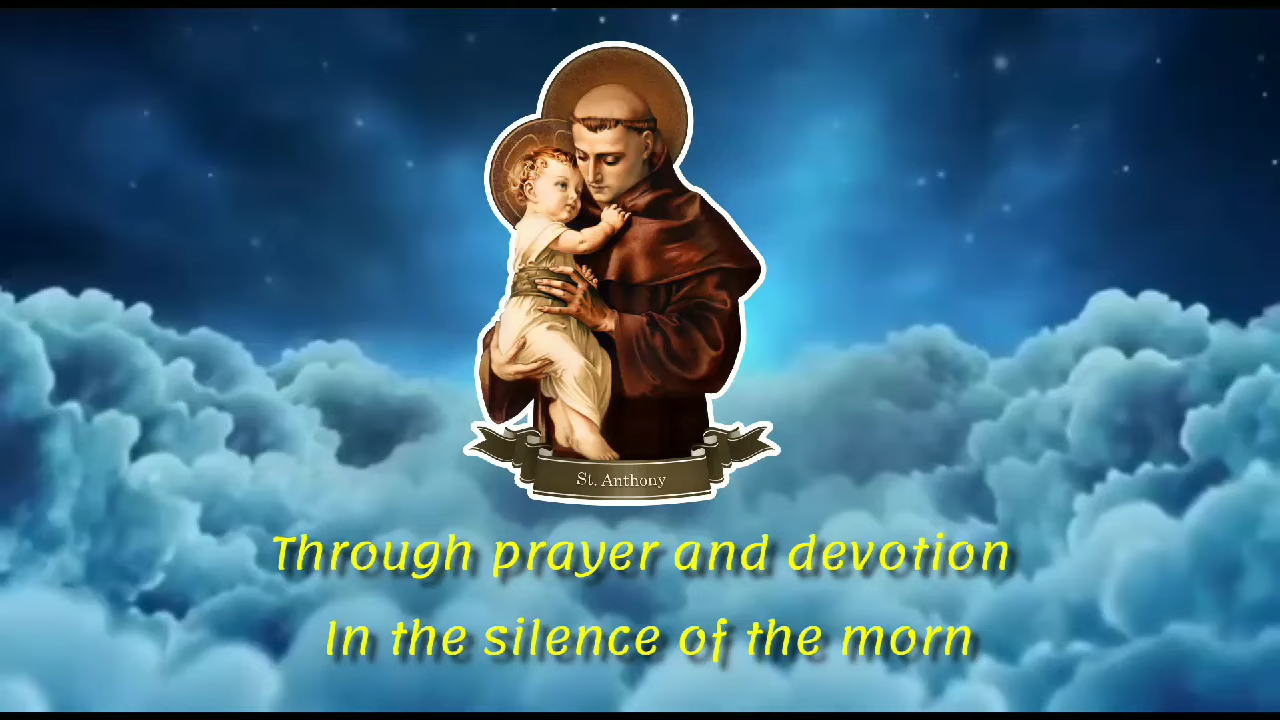 St. Anthony
Through prayer and devotion
In the silence of the morn